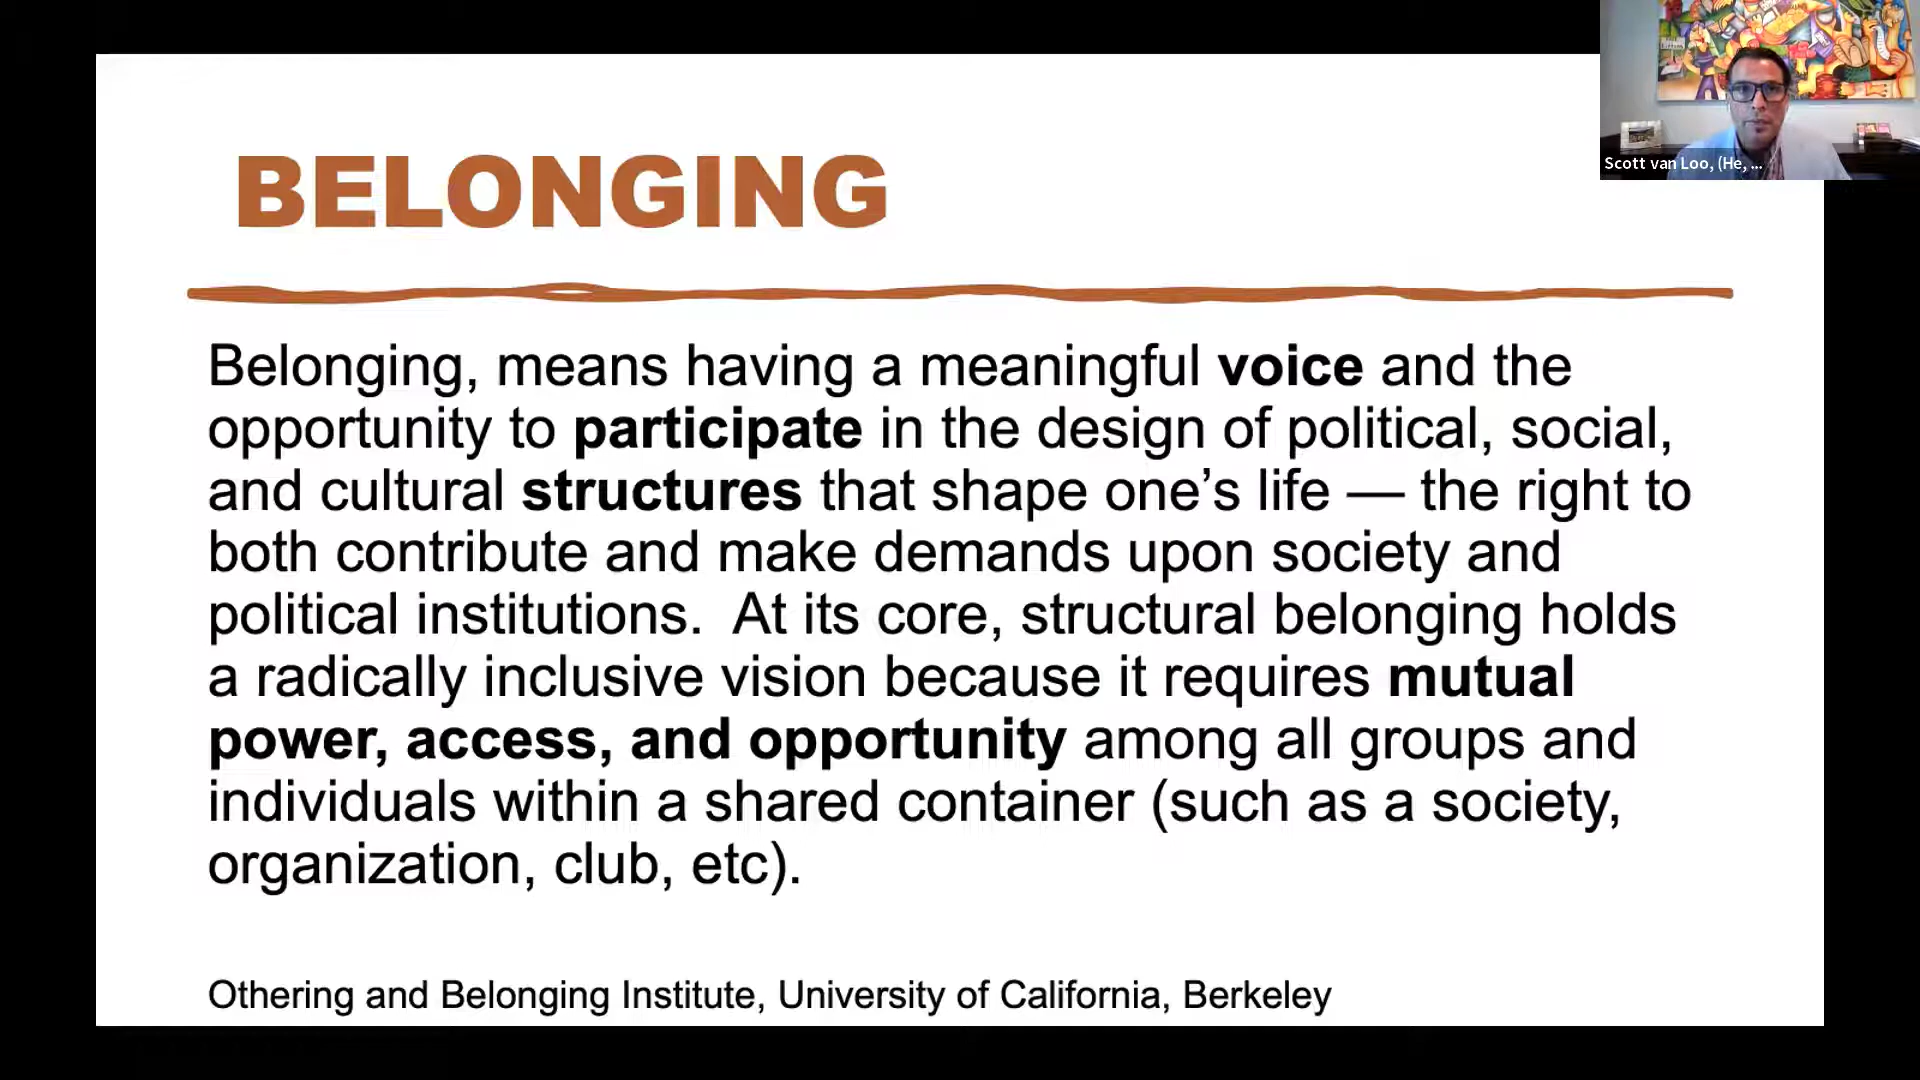 BELONGING
Scott van Loo, (He, ...
Belonging, means having a meaningful voice and the
opportunity to participate in the design of political, social,
and cultural structures that shape one’s life — the right to
both contribute and make demands upon society and
political institutions.  At its core, structural belonging holds
a radically inclusive vision because it requires mutual
power, access, and opportunity among all groups and
individuals within a shared container (such as a society,
organization, club, etc).
Othering and Belonging Institute, University of California, Berkeley